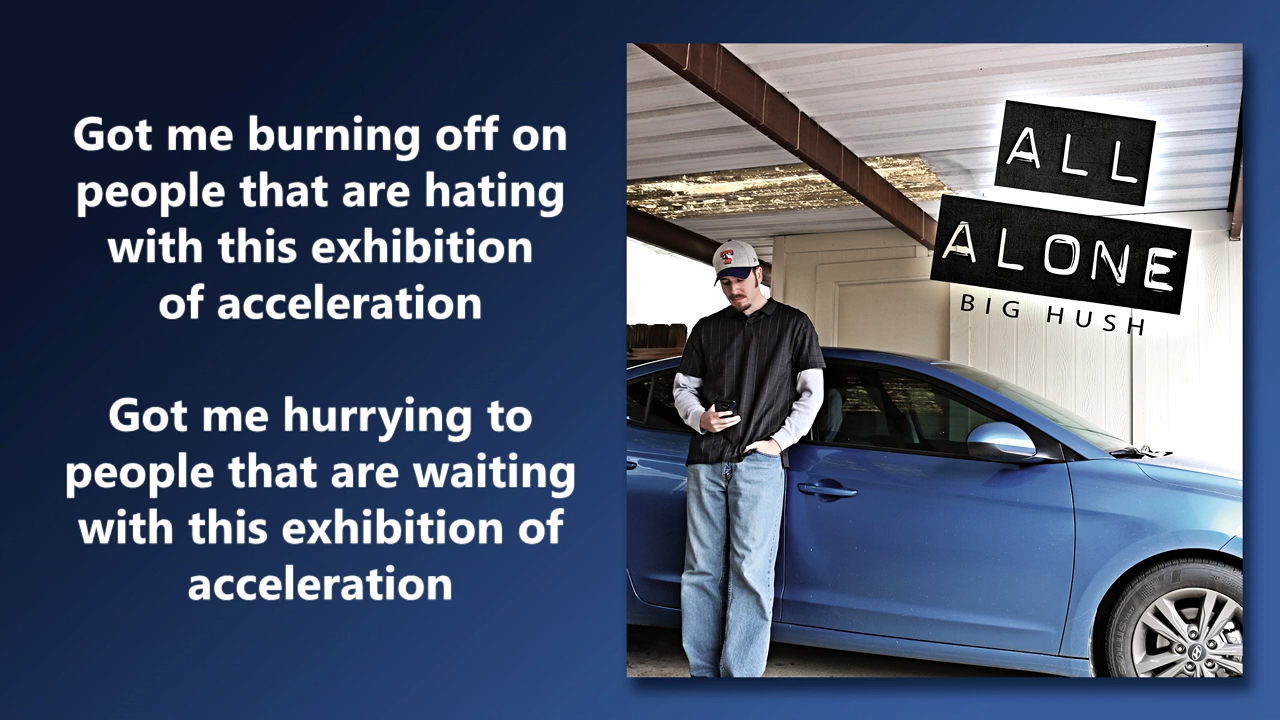 Got me burning off on
people that are hating
with this exhibition
of acceleration
Got me hurrying to
people that are waiting
with this exhibition of
acceleration
ALL
ALONE
BIG HUSH